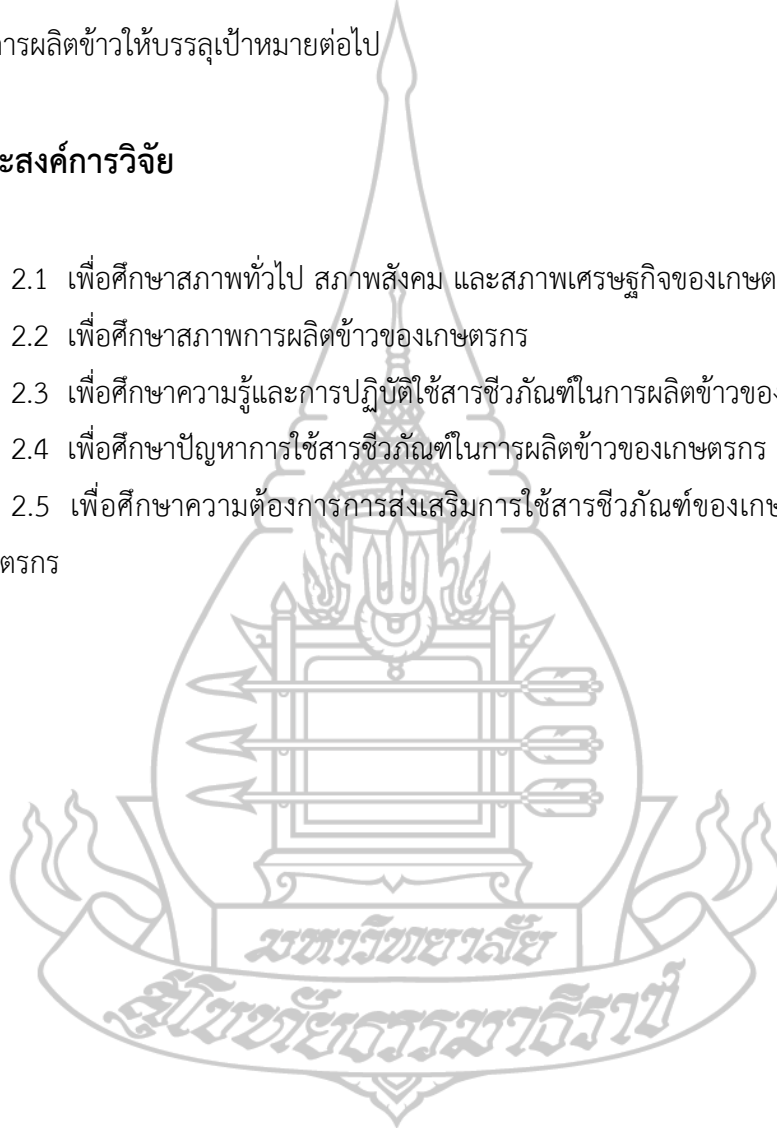 การผลิตข้าวให้บรรลุเป้าหมายต่อไป
ะสงค์การวิจัย
2.1 เพื่อศึกษาสภาพทั่วไป สภาพสังคม และสภาพเศรษฐกิจของเกษต
2.2 เพื่อศึกษาสภาพการผลิตข้าวของเกษตรกร
2.3 เพื่อศึกษาความรู้และการปฏิบัติใช้สารชีวภัณฑ์ในการผลิตข้าวของ
2.4 เพื่อศึกษาปัญหาการใช้สารชีวภัณฑ์ในการผลิตข้าวของเกษตรกร
2.5 เพื่อศึกษาความต้องการการส่งเสริมการใช้สารชีวภัณฑ์ของเกษ
ตรกร
มหาวิทยาลัย
สุโขทัยธรรมาธิราช